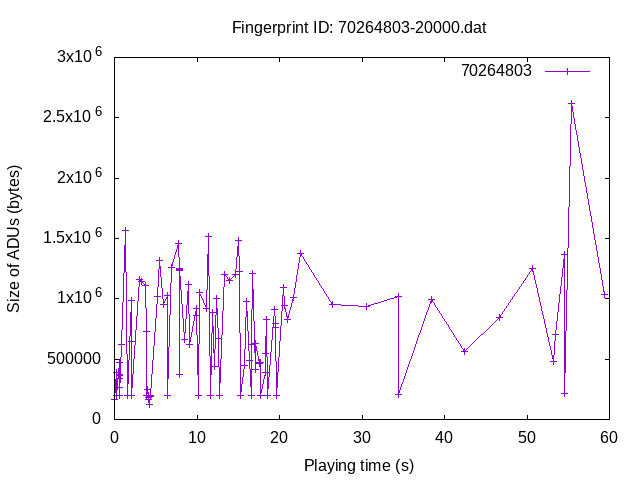 Fingerprint ID: 70264803-20000.dat
70264803
3x10^6
2.5x10^6
2x10^6
1.5x10^6
1x10^6
500000
0
Size of ADUs (bytes)
0 10 20 30 40 50 60
Playing time (s)